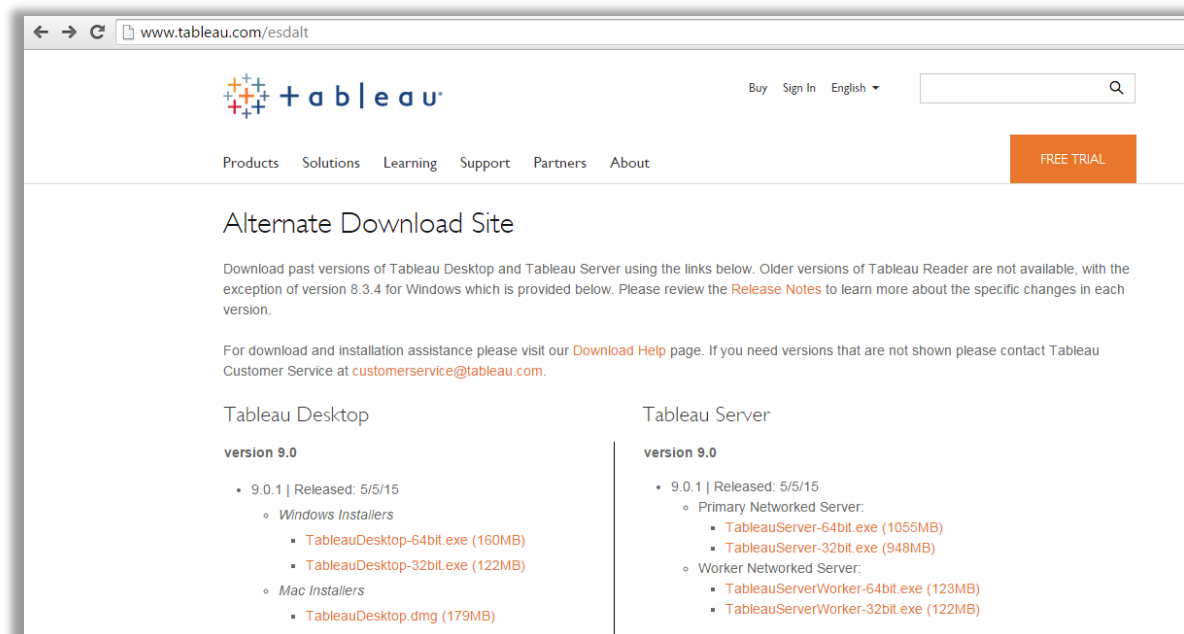 www.tableau.com/esdalt
+ a b l e a u
Buy Sign In English
Products Solutions Learning Support Partners About
FREE TRIAL
Alternate Download Site
Download past versions of Tableau Desktop and Tableau Server using the links below. Older versions of Tableau Reader are not available, with the
exception of version 8.3.4 for Windows which is provided below. Please review the Release Notes to learn more about the specific changes in each
version.
For download and installation assistance please visit our Download Help page. If you need versions that are not shown please contact Tableau
Customer Service at customerservice@tableau.com.
Tableau Desktop
version 9.0
9.0.1 | Released: 5/5/15
Windows Installers
TableauDesktop-64bit.exe (160MB)
TableauDesktop-32bit.exe (122MB)
Mac Installers
TableauDesktop.dmg (179MB)
Tableau Server
version 9.0
9.0.1 | Released: 5/5/15
Primary Networked Server:
TableauServer-64bit.exe (1055MB)
TableauServer-32bit.exe (948MB)
Worker Networked Server:
TableauServerWorker-64bit.exe (123MB)
TableauServerWorker-32bit.exe (122MB)